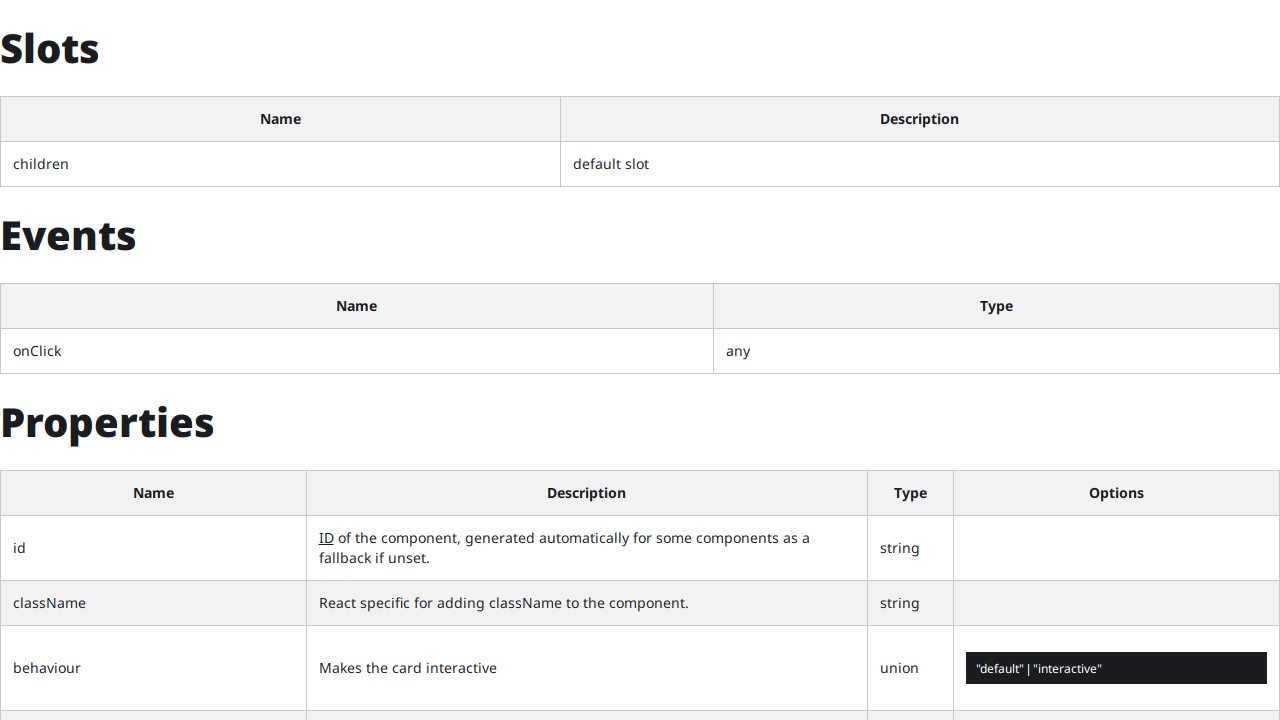 Slots
Name Description
children default slot
Events
Name Type
onClick any
Properties
Name Description Type Options
id ID of the component, generated automatically for some components as a fallback if unset. string
className React specific for adding className to the component. string
behaviour Makes the card interactive union "default" | "interactive"